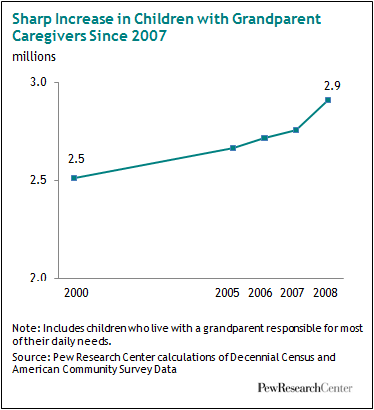 Sharp Increase in Children with Grandparent
Caregivers Since 2007
millions
3.0
2.9
2.5
2.5
2.0
2000 2005 2006 2007 2008
Note: Includes children who live with a grandparent responsible for most
of their daily needs.
Source: Pew Research Center calculations of Decennial Census and
American Community Survey Data
PewResearchCenter